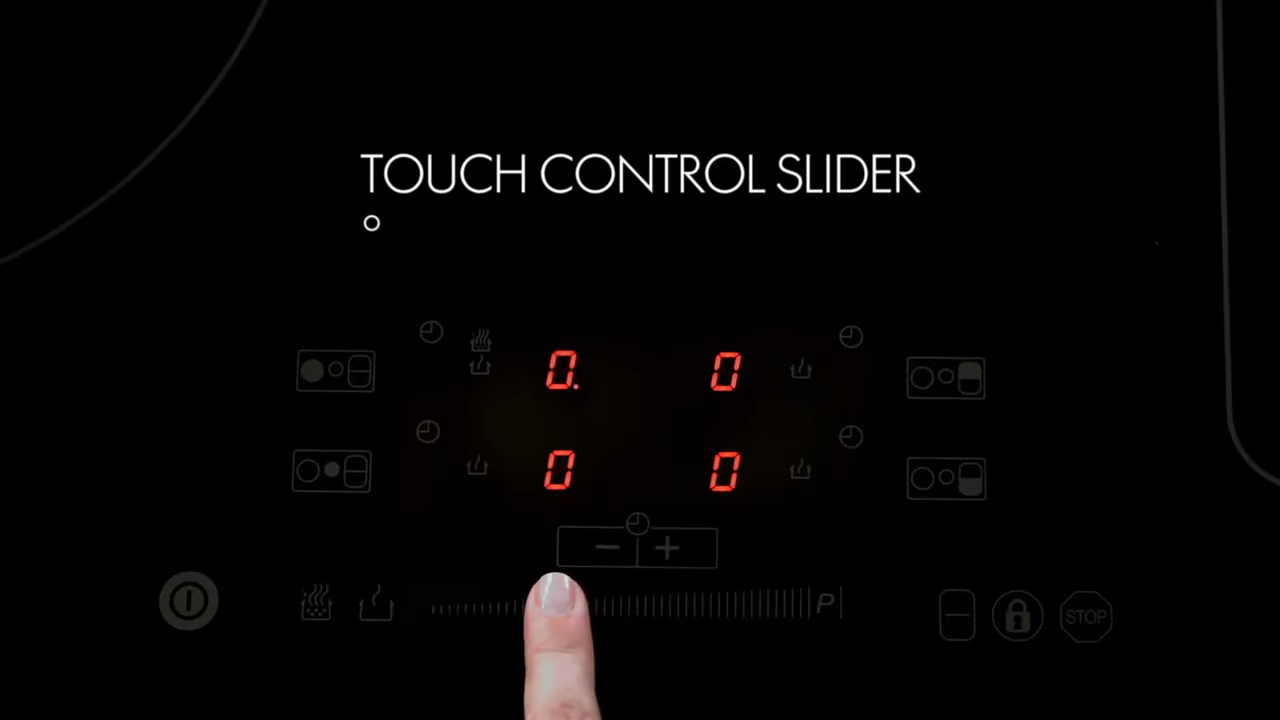 TOUCH CONTROL SLIDER
0. 0
0 0
- +
P
STOP